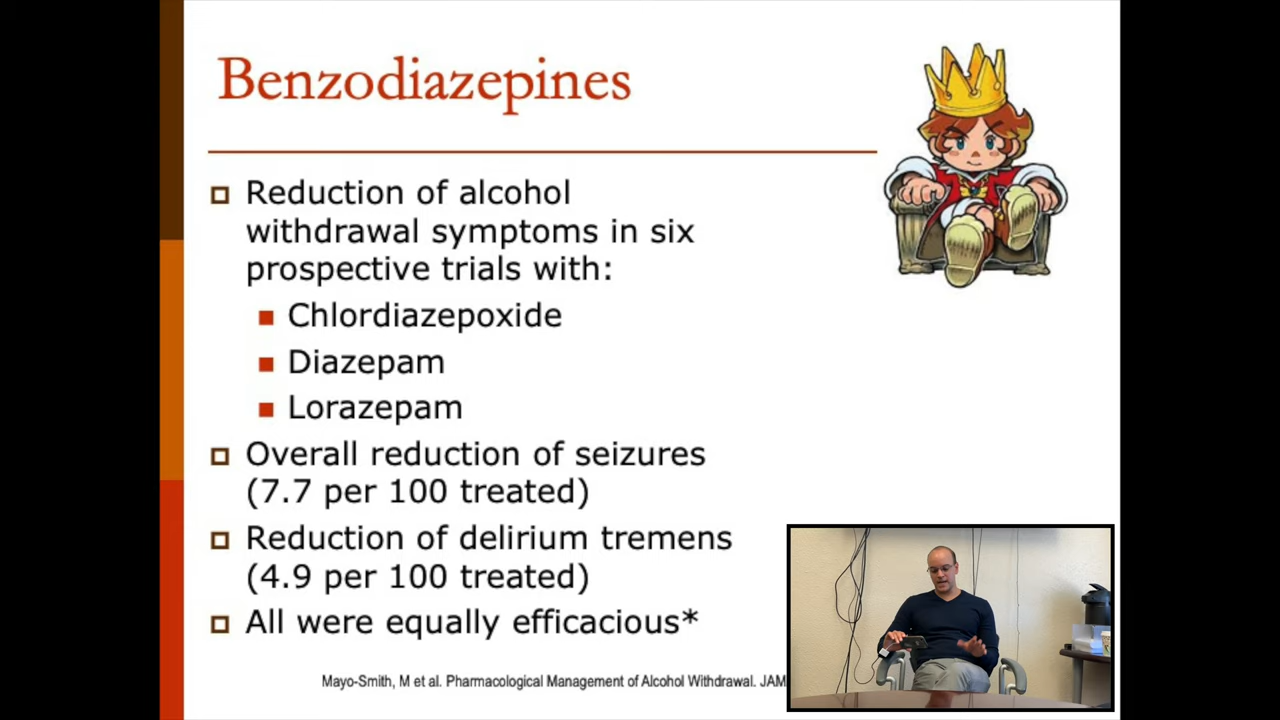 Benzodiazepines
Reduction of alcohol
withdrawal symptoms in six
prospective trials with:
Chlordiazepoxide
Diazepam
Lorazepam
Overall reduction of seizures
(7.7 per 100 treated)
Reduction of delirium tremens
(4.9 per 100 treated)
All were equally efficacious*
Mayo-Smith, M et al. Pharmacological Management of Alcohol Withdrawal. JAM